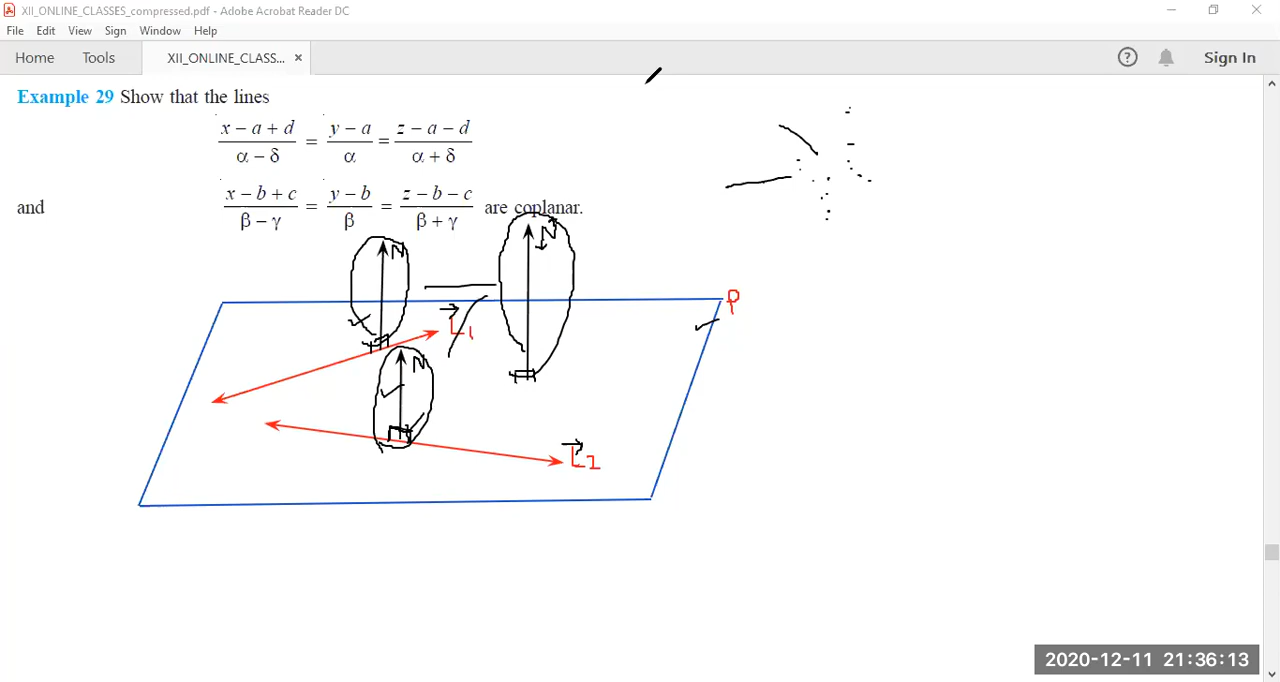 XII_ONLINE_CLASSES_compressed.pdf - Adobe Acrobat Reader DC
File Edit View Sign Window Help
Home Tools XII_ONLINE_CLASS... × Sign In
Example 29 Show that the lines
x − a + d / α − δ = y − a / α = z − a − d / α + δ
and x − b + c / β − γ = y − b / β = z − b − c / β + γ are coplanar.
N N
P
L1
N
L2
2020-12-11 21:36:13